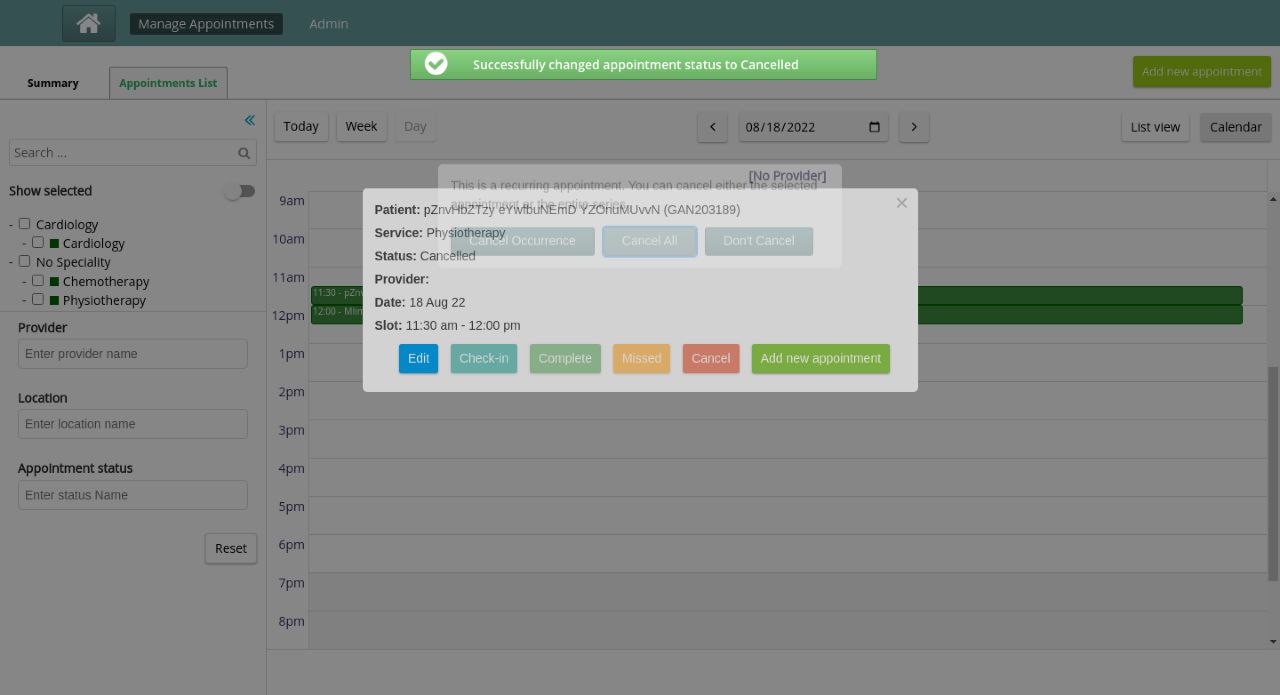 Manage Appointments
Admin
Successfully changed appointment status to Cancelled
Summary
Appointments List
Add new appointment
Today
Week
Day
08/18/2022
List view
Calendar
Search ...
Show selected
- Cardiology
- Cardiology
- No Speciality
- Chemotherapy
- Physiotherapy
Provider
Enter provider name
Location
Enter location name
Appointment status
Enter status Name
Reset
[No Provider]
9am
10am
11am
12pm
1pm
2pm
3pm
4pm
5pm
6pm
7pm
8pm
11:30 - pZnv
12:00 - Mlim
This is a recurring appointment. You can cancel either the selected
appointment or the entire series.
Cancel Occurrence
Cancel All
Don't Cancel
Patient: (GAN203189)
Service: Physiotherapy
Status: Cancelled
Provider:
Date: 18 Aug 22
Slot: 11:30 am - 12:00 pm
Edit
Check-in
Complete
Missed
Cancel
Add new appointment